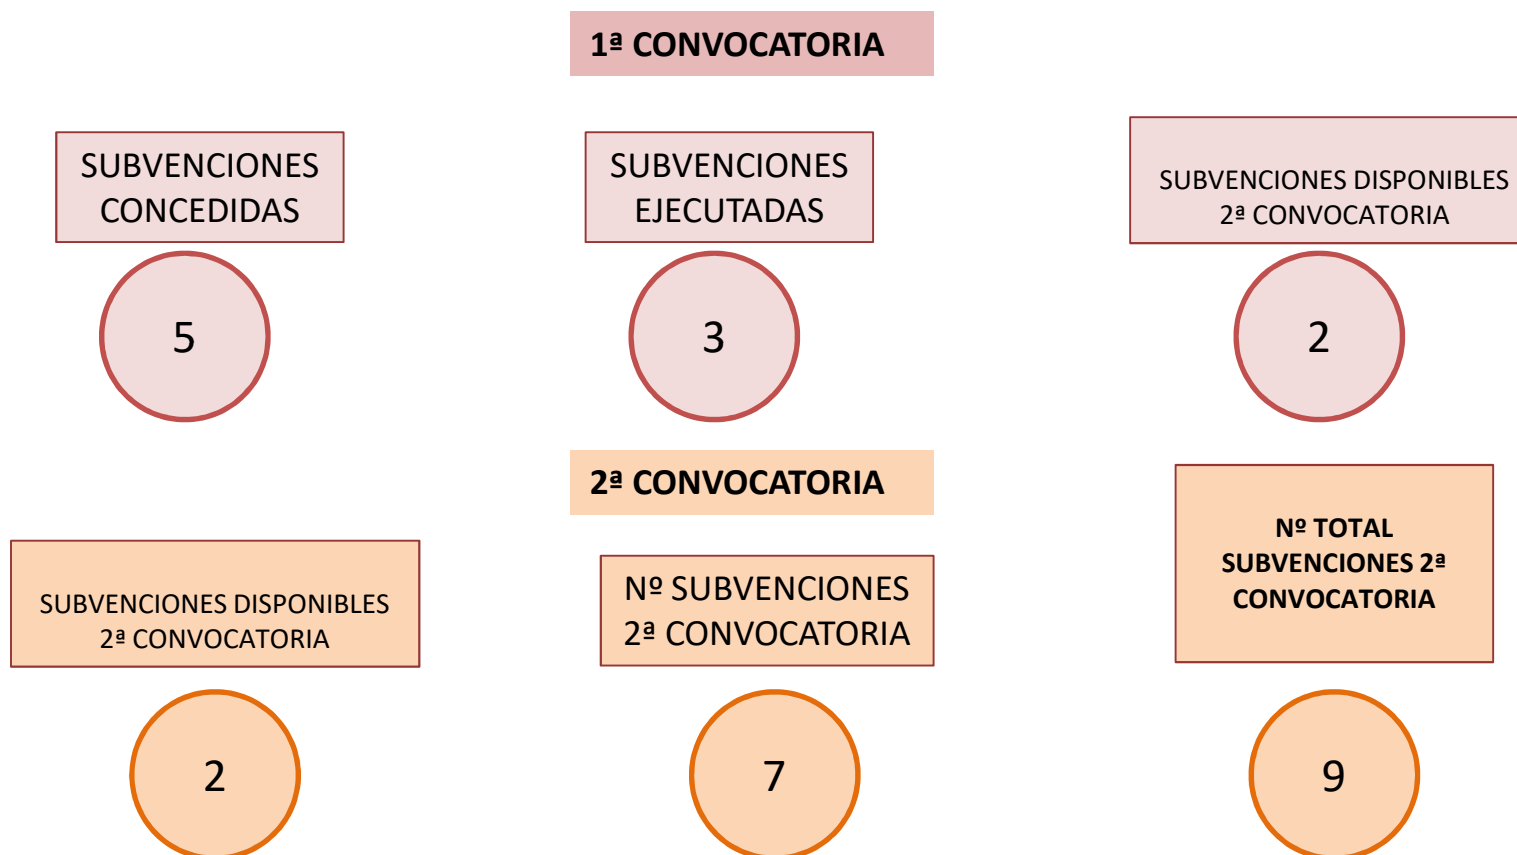 1ª CONVOCATORIA
SUBVENCIONES
CONCEDIDAS
5
SUBVENCIONES
EJECUTADAS
3
SUBVENCIONES DISPONIBLES
2ª CONVOCATORIA
2
2ª CONVOCATORIA
SUBVENCIONES DISPONIBLES
2ª CONVOCATORIA
2
Nº SUBVENCIONES
2ª CONVOCATORIA
7
Nº TOTAL
SUBVENCIONES 2ª
CONVOCATORIA
9